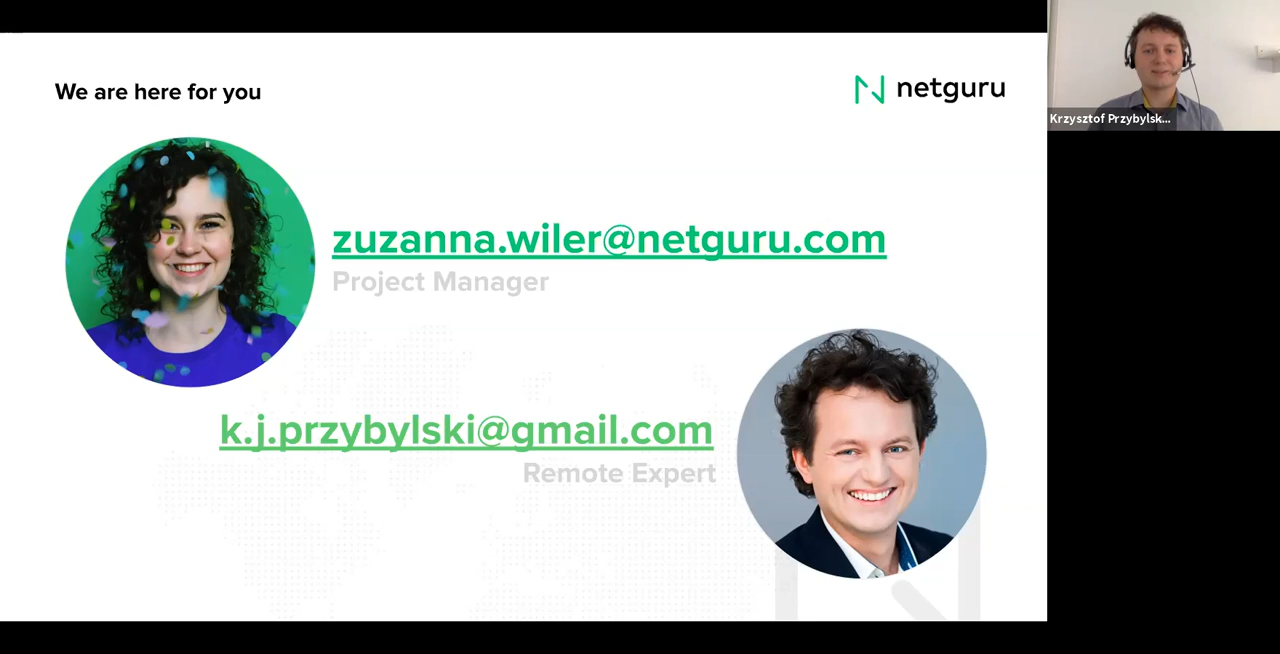 We are here for you
netguru
Krzysztof Przybylsk...
zuzanna.wiler@netguru.com
Project Manager
k.j.przybylski@gmail.com
Remote Expert